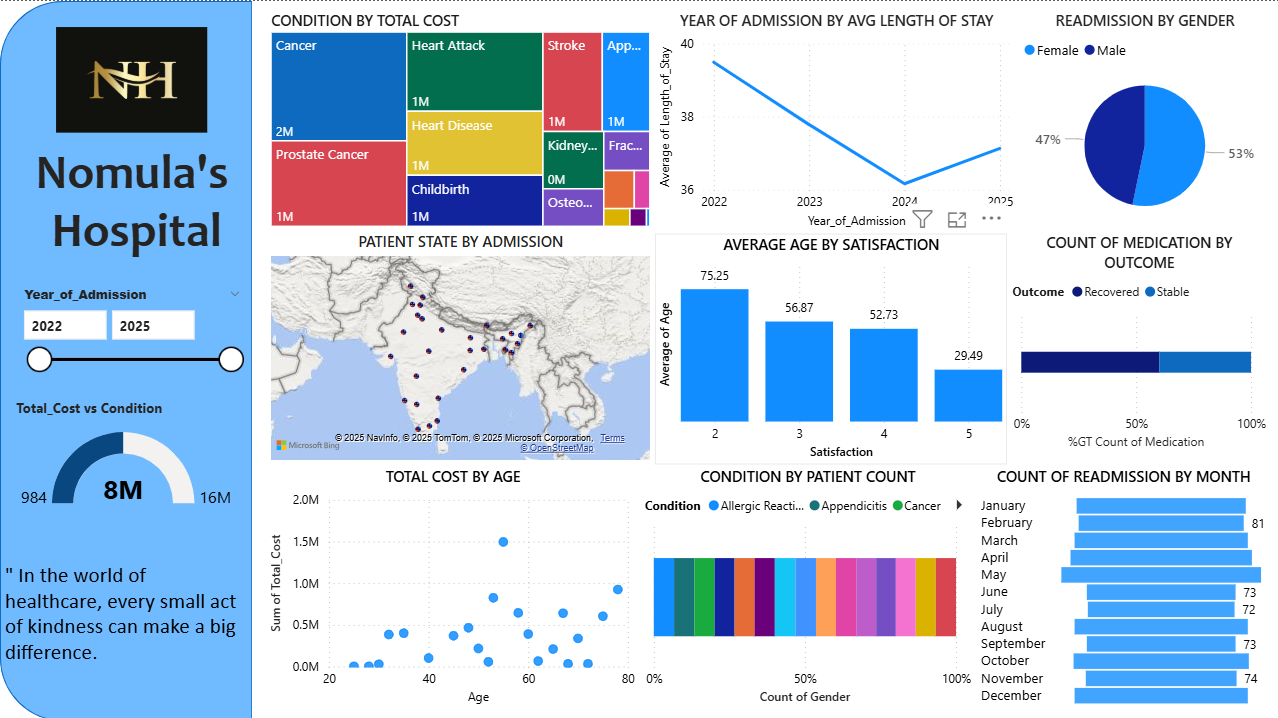 NH
Nomula's
Hospital
Year_of_Admission
2022
2025
Total_Cost vs Condition
984
8M
16M
" In the world of
healthcare, every small act
of kindness can make a big
difference.
CONDITION BY TOTAL COST
Cancer
2M
Prostate Cancer
1M
Heart Attack
1M
Heart Disease
1M
Childbirth
1M
Stroke
1M
App...
1M
Kidney...
0M
Frac...
Osteo...
YEAR OF ADMISSION BY AVG LENGTH OF STAY
Average of Length_of_Stay
40
38
36
2022
2023
2024
2025
Year_of_Admission
READMISSION BY GENDER
Female
Male
47%
53%
PATIENT STATE BY ADMISSION
Microsoft Bing
© 2025 NavInfo, © 2025 TomTom, © 2025 Microsoft Corporation, Terms
© OpenStreetMap
AVERAGE AGE BY SATISFACTION
Average of Age
75.25
56.87
52.73
29.49
2
3
4
5
Satisfaction
COUNT OF MEDICATION BY
OUTCOME
Outcome
Recovered
Stable
0%
50%
100%
%GT Count of Medication
TOTAL COST BY AGE
Sum of Total_Cost
2.0M
1.5M
1.0M
0.5M
0.0M
20
40
60
80
Age
CONDITION BY PATIENT COUNT
Condition
Allergic Reacti...
Appendicitis
Cancer
0%
50%
100%
Count of Gender
COUNT OF READMISSION BY MONTH
January
February 81
March
April
May
June 73
July 72
August
September 73
October
November 74
December